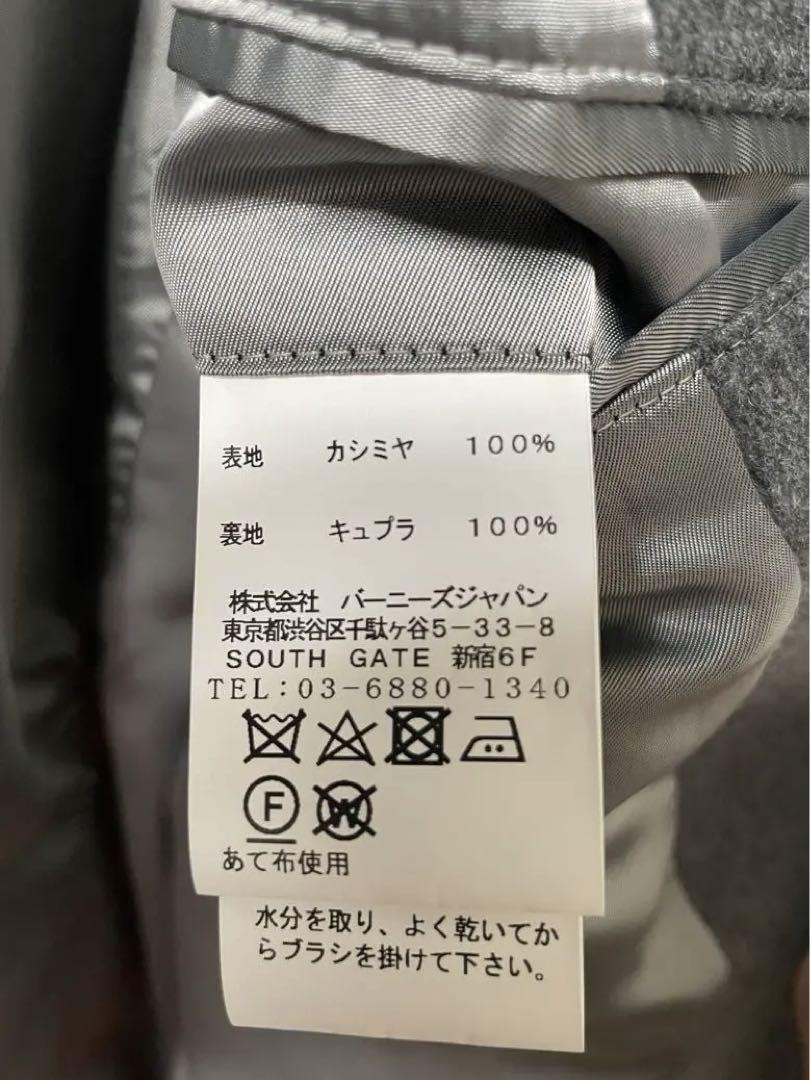 表地 カシミヤ 100%
裏地 キュプラ 100%
株式会社 バーニーズジャパン
東京都渋谷区千駄ヶ谷5-33-8
SOUTH GATE 新宿6F
TEL:03-6880-1340
F W
あて布使用
水分を取り、よく乾いてか
らブラシを掛けて下さい。